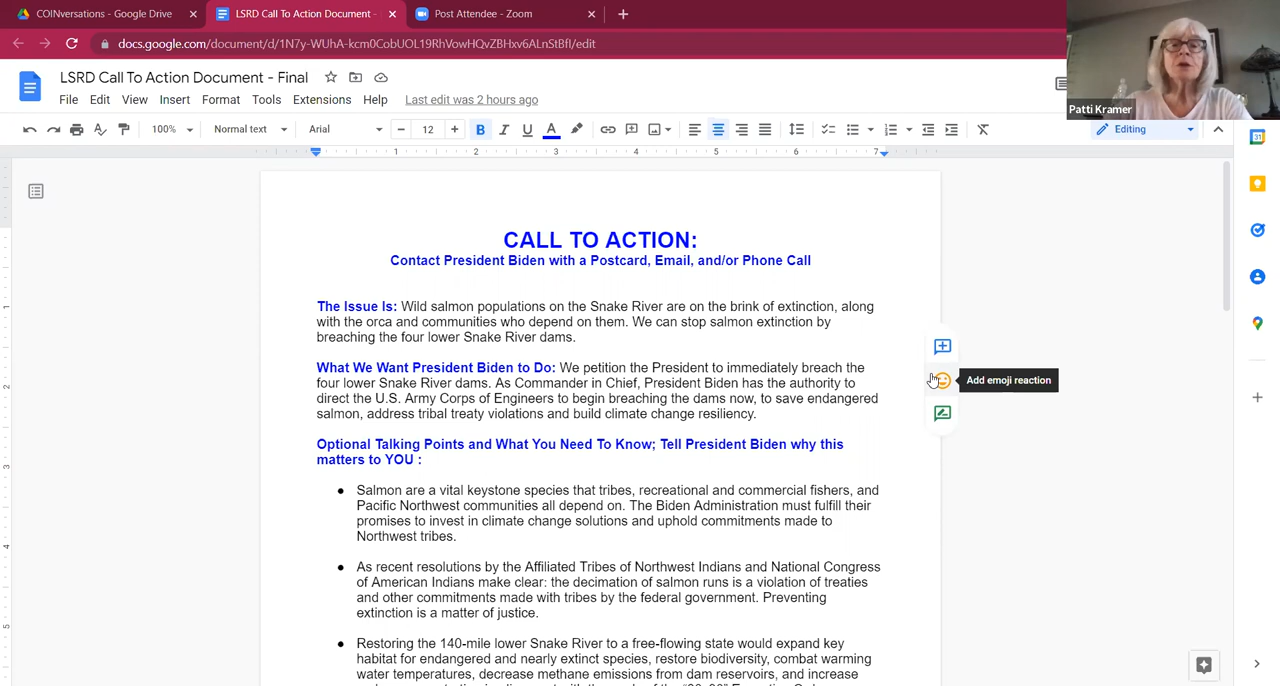 COINversations - Google Drive
LSRD Call To Action Document -
Post Attendee - Zoom
docs.google.com/document/d/1N7y-WUhA-kcm0CobUOL19RhVowHQvZBHxv6ALnStBfI/edit
LSRD Call To Action Document - Final
File Edit View Insert Format Tools Extensions Help Last edit was 2 hours ago
100% Normal text Arial 12 B I U A Editing
Patti Kramer
1 2 3 4 5 6 7
CALL TO ACTION:
Contact President Biden with a Postcard, Email, and/or Phone Call
The Issue Is: Wild salmon populations on the Snake River are on the brink of extinction, along
with the orca and communities who depend on them. We can stop salmon extinction by
breaching the four lower Snake River dams.
What We Want President Biden to Do: We petition the President to immediately breach the
four lower Snake River dams. As Commander in Chief, President Biden has the authority to
direct the U.S. Army Corps of Engineers to begin breaching the dams now, to save endangered
salmon, address tribal treaty violations and build climate change resiliency.
Add emoji reaction
Optional Talking Points and What You Need To Know; Tell President Biden why this
matters to YOU :
● Salmon are a vital keystone species that tribes, recreational and commercial fishers, and
Pacific Northwest communities all depend on. The Biden Administration must fulfill their
promises to invest in climate change solutions and uphold commitments made to
Northwest tribes.
● As recent resolutions by the Affiliated Tribes of Northwest Indians and National Congress
of American Indians make clear: the decimation of salmon runs is a violation of treaties
and other commitments made with tribes by the federal government. Preventing
extinction is a matter of justice.
● Restoring the 140-mile lower Snake River to a free-flowing state would expand key
habitat for endangered and nearly extinct species, restore biodiversity, combat warming
water temperatures, decrease methane emissions from dam reservoirs, and increase